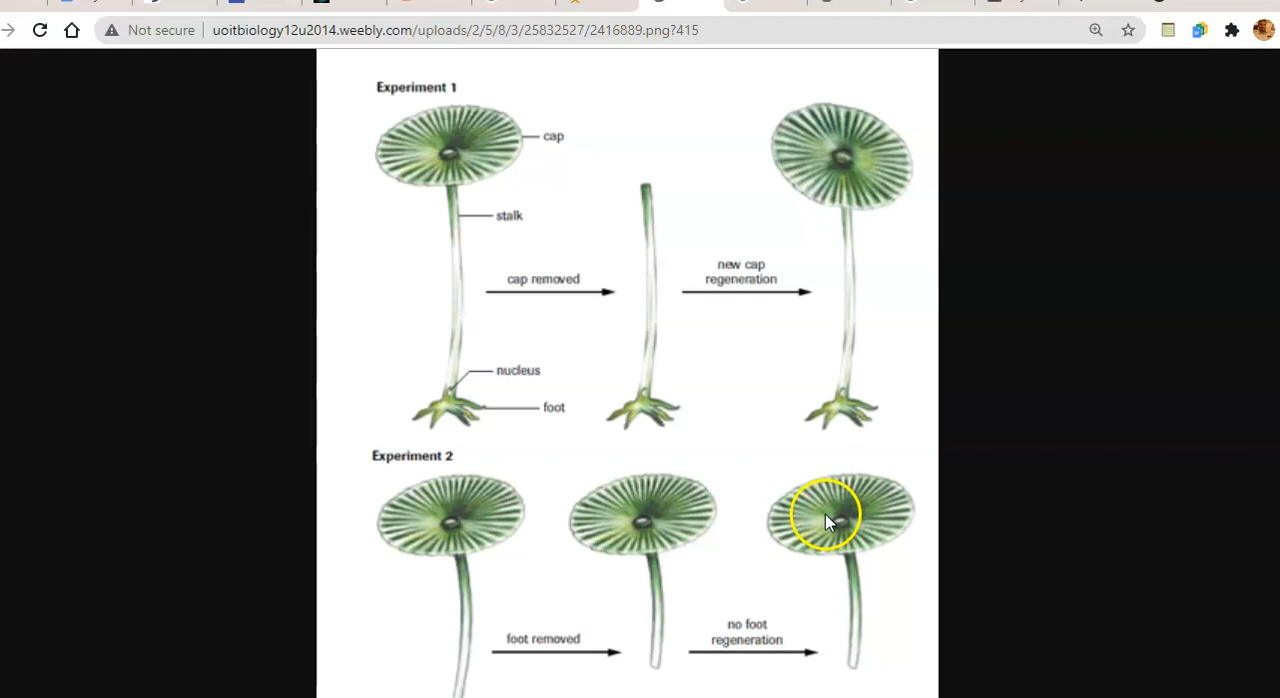 Not secure
uoitbiology12u2014.weebly.com/uploads/2/5/8/3/25832527/2416889.png?415
Experiment 1
cap
stalk
cap removed
new cap
regeneration
nucleus
foot
Experiment 2
foot removed
no foot
regeneration